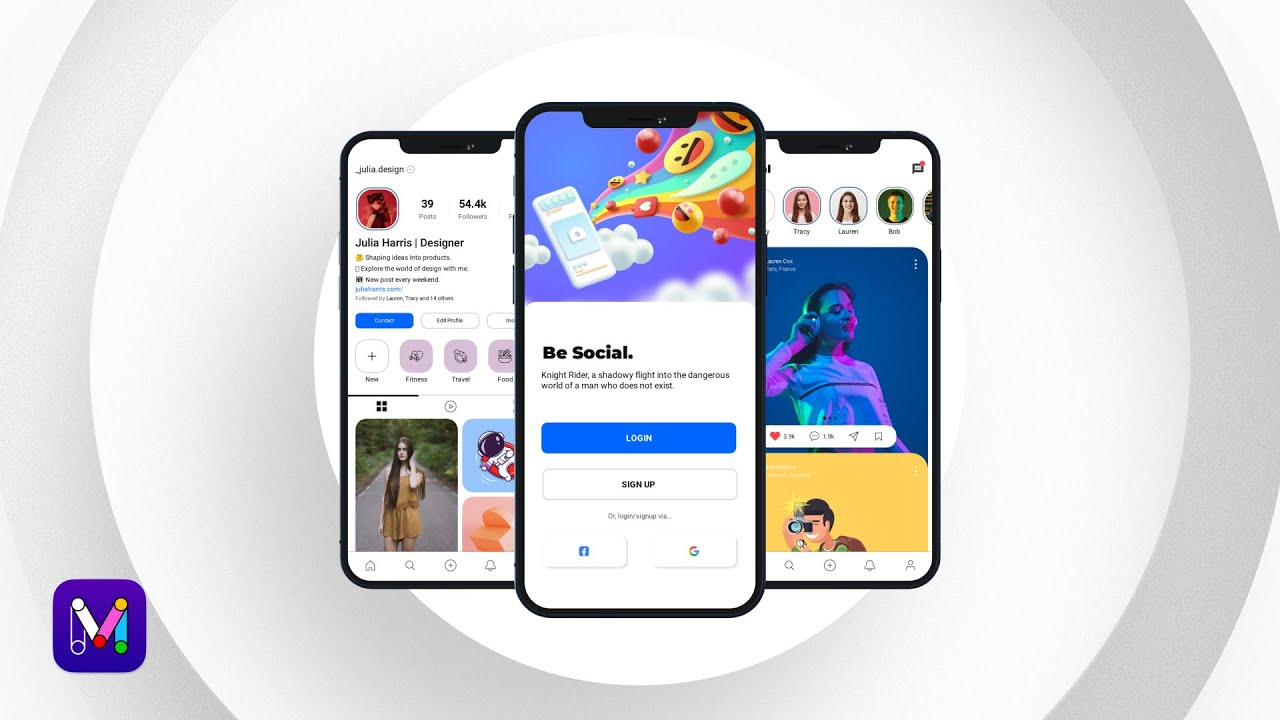 _julia.design
39
Posts
54.4k
Followers
Julia Harris | Designer
Shaping ideas into products.
Explore the world of design with me.
New post every weekend.
juliaharris.com/
Followed by Lauren, Tracy and 14 others
Contact
Edit Profile
New
Fitness
Travel
Food
Be Social.
Knight Rider, a shadowy flight into the dangerous
world of a man who does not exist.
LOGIN
SIGN UP
Or, login/signup via...
Tracy
Lauren
Bob
auren Cox
aris, France
3.9k
1.9k